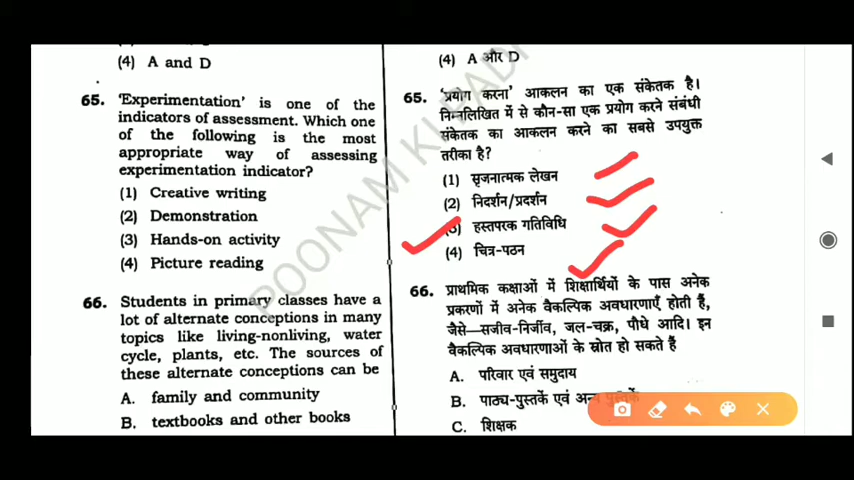 (4) A and D
65. 'Experimentation' is one of the
indicators of assessment. Which one
of the following is the most
appropriate way of assessing
experimentation indicator?
(1) Creative writing
(2) Demonstration
(3) Hands-on activity
(4) Picture reading
66. Students in primary classes have a
lot of alternate conceptions in many
topics like living-nonliving, water
cycle, plants, etc. The sources of
these alternate conceptions can be
A. family and community
B. textbooks and other books
(4) A और D
65. 'प्रयोग करना' आकलन का एक संकेतक है।
निम्नलिखित में से कौन-सा एक प्रयोग करने संबंधी
संकेतक का आकलन करने का सबसे उपयुक्त
तरीका है?
(1) सृजनात्मक लेखन
(2) निदर्शन/प्रदर्शन
(3) हस्तपरक गतिविधि
(4) चित्र-पठन
66. प्राथमिक कक्षाओं में शिक्षार्थियों के पास अनेक
प्रकरणों में अनेक वैकल्पिक अवधारणाएँ होती हैं,
जैसे—सजीव-निर्जीव, जल-चक्र, पौधे आदि। इन
वैकल्पिक अवधारणाओं के स्रोत हो सकते हैं
A. परिवार एवं समुदाय
B. पाठ्य-पुस्तकें एवं अन्य पुस्तकें
C. शिक्षक
POONAM KI PADI